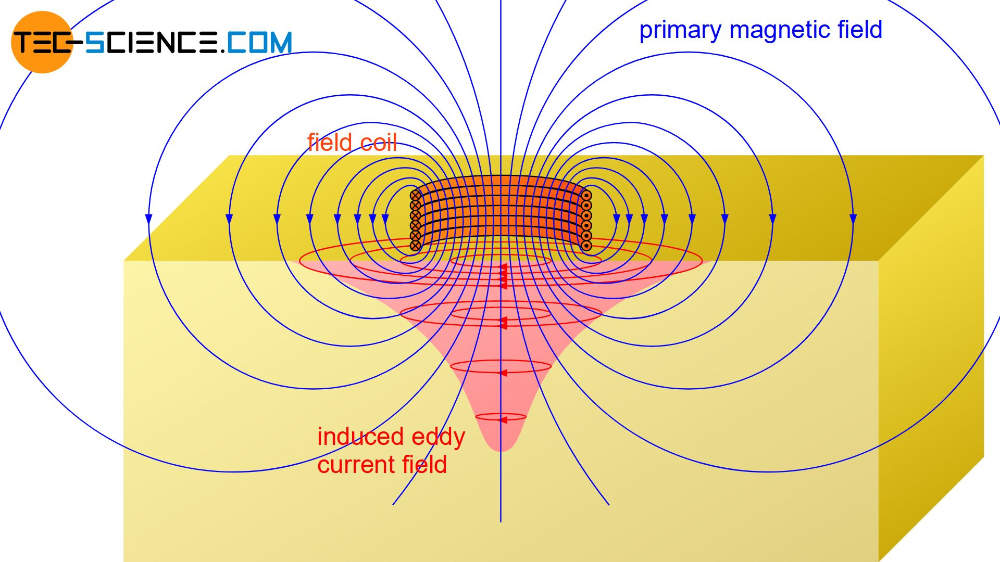 TEC-SCIENCE.COM
primary magnetic field
field coil
induced eddy
current field